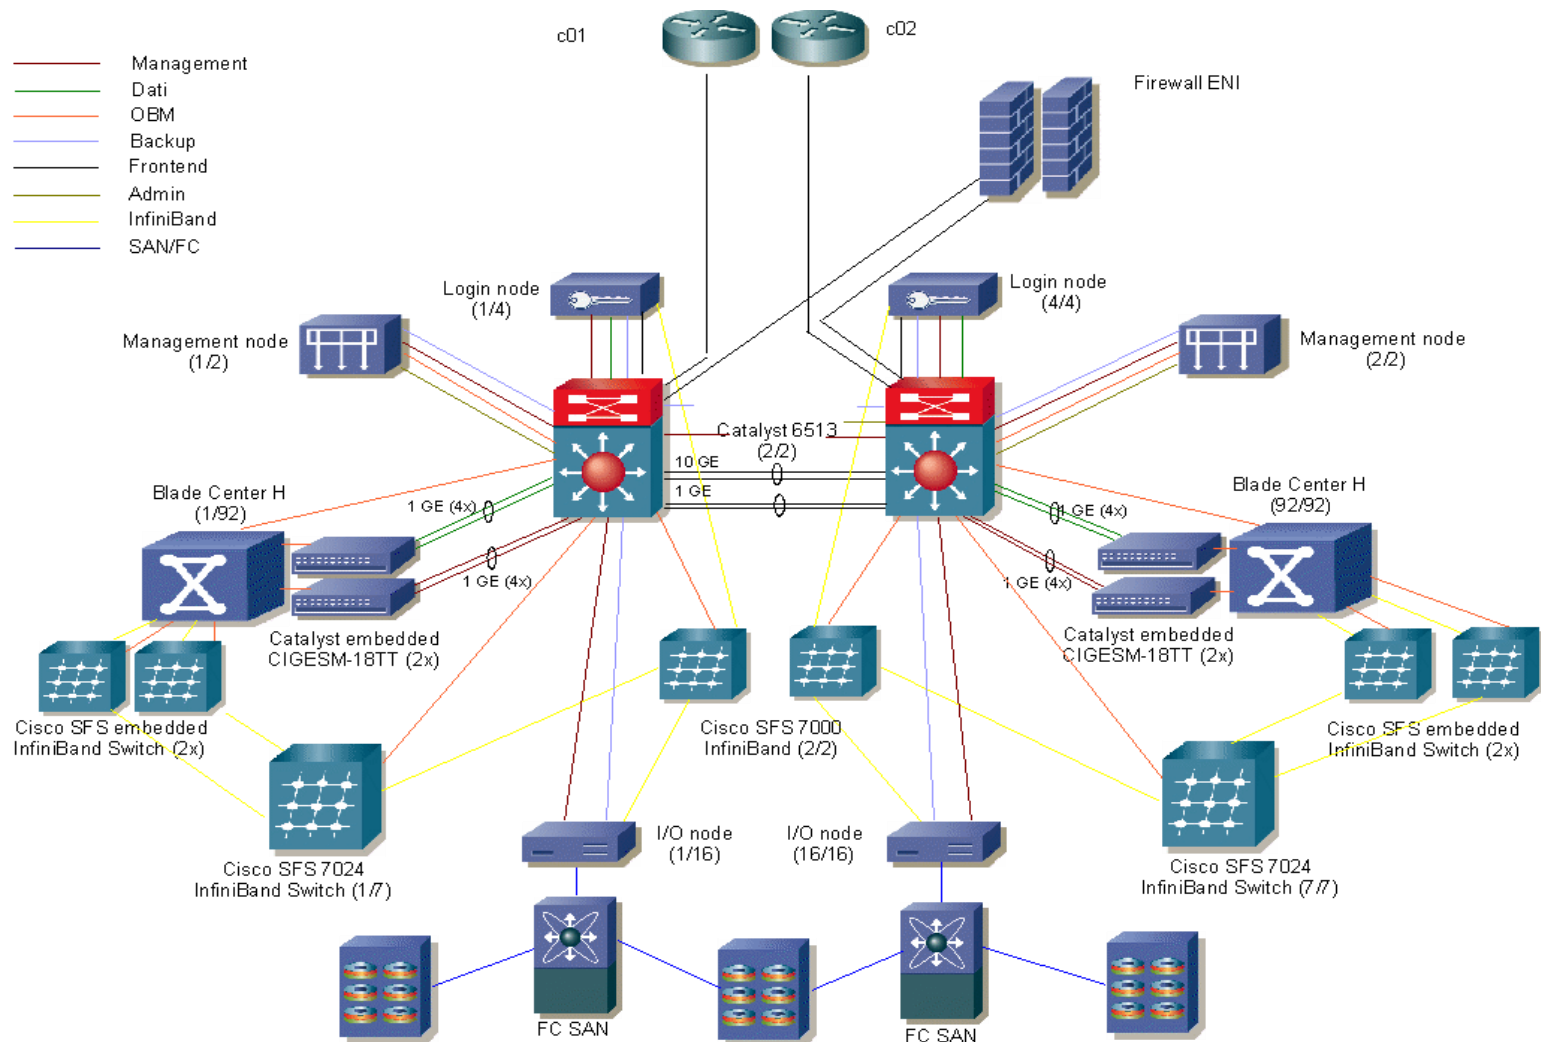 c01
c02
Management
Dati
OBM
Backup
Frontend
Admin
InfiniBand
SAN/FC
Firewall ENI
Login node
(1/4)
Login node
(4/4)
Management node
(1/2)
Management node
(2/2)
Catalyst 6513
(2/2)
10 GE
1 GE
Blade Center H
(1/92)
Blade Center H
(92/92)
1 GE (4x)
1 GE (4x)
1 GE (4x)
1 GE (4x)
Catalyst embedded
CIGESM-18TT (2x)
Catalyst embedded
CIGESM-18TT (2x)
Cisco SFS embedded
InfiniBand Switch (2x)
Cisco SFS 7000
InfiniBand (2/2)
Cisco SFS embedded
InfiniBand Switch (2x)
I/O node
(1/16)
I/O node
(16/16)
Cisco SFS 7024
InfiniBand Switch (1/7)
Cisco SFS 7024
InfiniBand Switch (7/7)
FC SAN
FC SAN